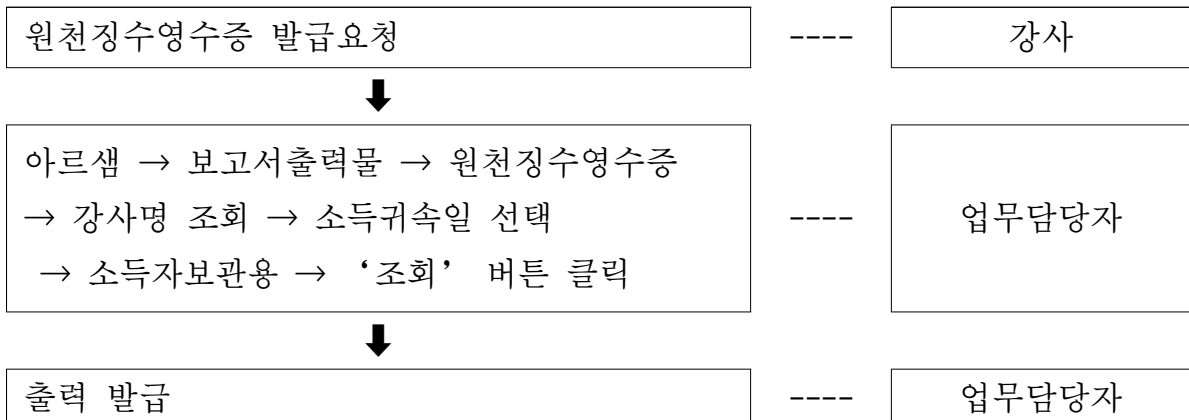 원천징수영수증 발급요청 ---- 강사
아르샘 → 보고서출력물 → 원천징수영수증
→ 강사명 조회 → 소득귀속일 선택 ---- 업무담당자
→ 소득자보관용 → ‘조회’ 버튼 클릭
출력 발급 ---- 업무담당자